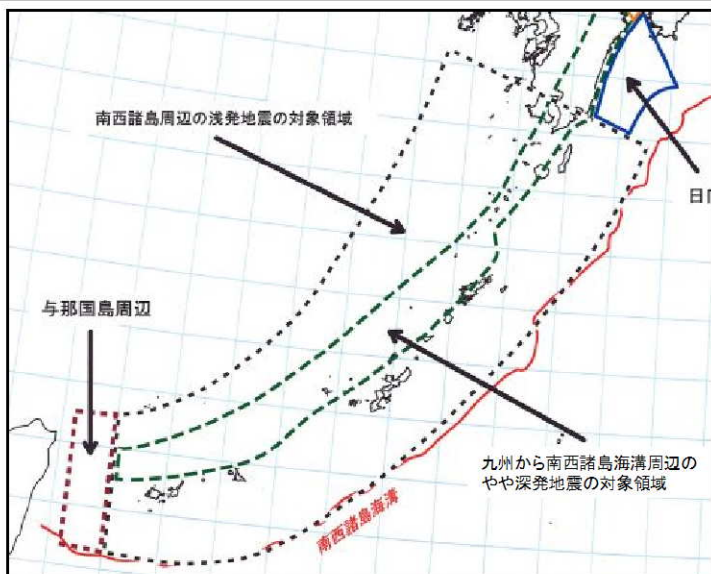 南西諸島周辺の浅発地震の対象領域
日向
与那国島周辺
九州から南西諸島海溝周辺の
やや深発地震の対象領域
南西諸島海溝